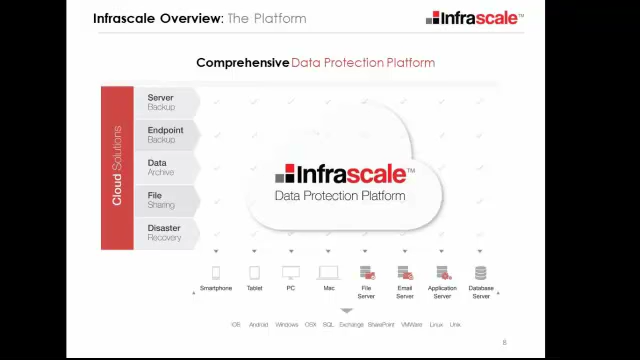 Infrascale Overview: The Platform
Infrascale™
Comprehensive Data Protection Platform
Cloud Solutions
Server
Backup
Endpoint
Backup
Data
Archive
File
Sharing
Disaster
Recovery
Infrascale™
Data Protection Platform
Smartphone
Tablet
PC
Mac
File
Server
Email
Server
Application
Server
Database
Server
iOS Android Windows OSX SQL Exchange SharePoint VMWare Linux Unix
8